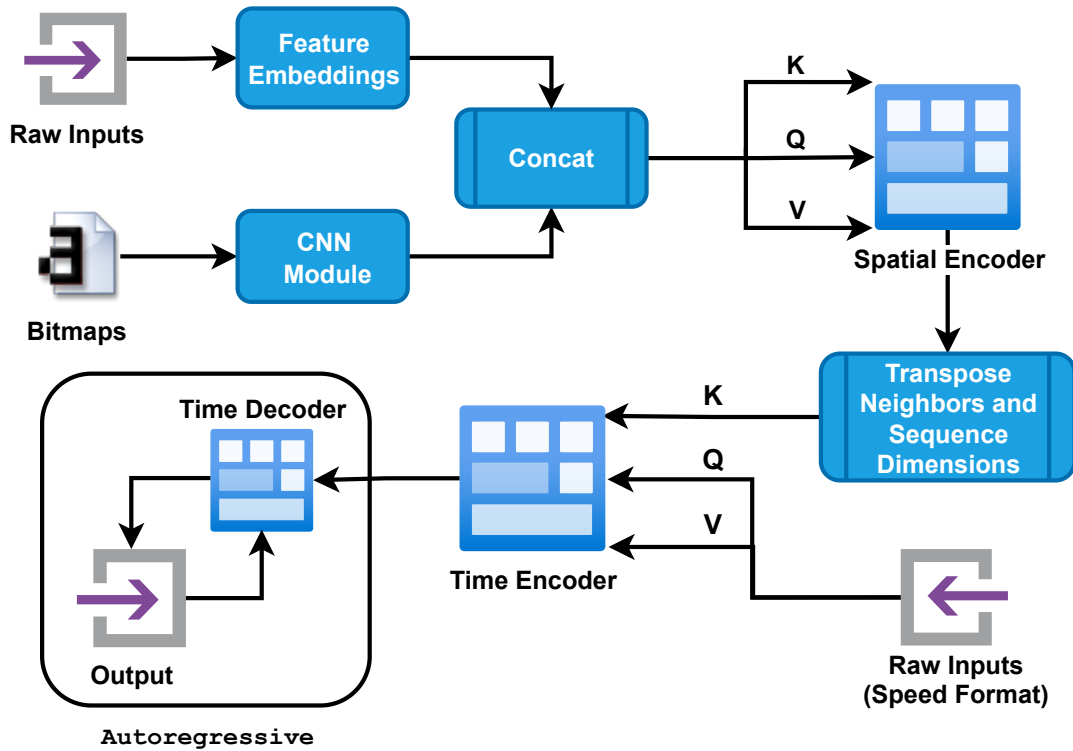 Raw Inputs
Feature
Embeddings
Concat
K
Q
V
Spatial Encoder
Bitmaps
CNN
Module
Transpose
Neighbors and
Sequence
Dimensions
K
Q
V
Time Encoder
Raw Inputs
(Speed Format)
Time Decoder
Output
Autoregressive